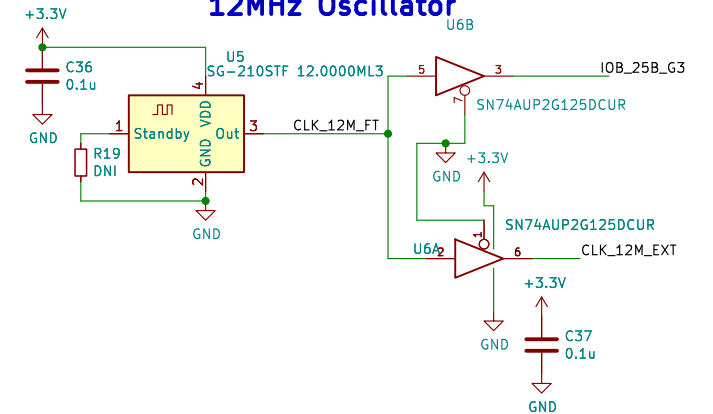 12MHz Oscillator
+3.3V
C36
0.1u
GND
U5
SG-210STF 12.0000ML3
4
VDD
1
Standby
Out
3
GND
2
R19
DNI
GND
CLK_12M_FT
U6B
5
3
7
IOB_25B_G3
SN74AUP2G125DCUR
GND
+3.3V
SN74AUP2G125DCUR
1
U6A
2
6
CLK_12M_EXT
GND
+3.3V
C37
0.1u
GND